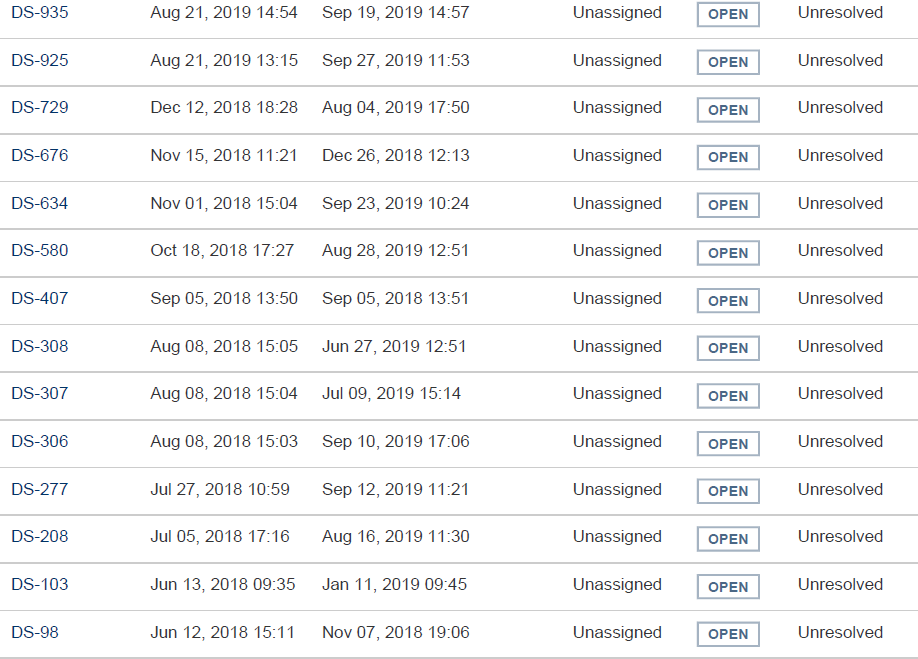 DS-935 Aug 21, 2019 14:54 Sep 19, 2019 14:57 Unassigned OPEN Unresolved
DS-925 Aug 21, 2019 13:15 Sep 27, 2019 11:53 Unassigned OPEN Unresolved
DS-729 Dec 12, 2018 18:28 Aug 04, 2019 17:50 Unassigned OPEN Unresolved
DS-676 Nov 15, 2018 11:21 Dec 26, 2018 12:13 Unassigned OPEN Unresolved
DS-634 Nov 01, 2018 15:04 Sep 23, 2019 10:24 Unassigned OPEN Unresolved
DS-580 Oct 18, 2018 17:27 Aug 28, 2019 12:51 Unassigned OPEN Unresolved
DS-407 Sep 05, 2018 13:50 Sep 05, 2018 13:51 Unassigned OPEN Unresolved
DS-308 Aug 08, 2018 15:05 Jun 27, 2019 12:51 Unassigned OPEN Unresolved
DS-307 Aug 08, 2018 15:04 Jul 09, 2019 15:14 Unassigned OPEN Unresolved
DS-306 Aug 08, 2018 15:03 Sep 10, 2019 17:06 Unassigned OPEN Unresolved
DS-277 Jul 27, 2018 10:59 Sep 12, 2019 11:21 Unassigned OPEN Unresolved
DS-208 Jul 05, 2018 17:16 Aug 16, 2019 11:30 Unassigned OPEN Unresolved
DS-103 Jun 13, 2018 09:35 Jan 11, 2019 09:45 Unassigned OPEN Unresolved
DS-98 Jun 12, 2018 15:11 Nov 07, 2018 19:06 Unassigned OPEN Unresolved